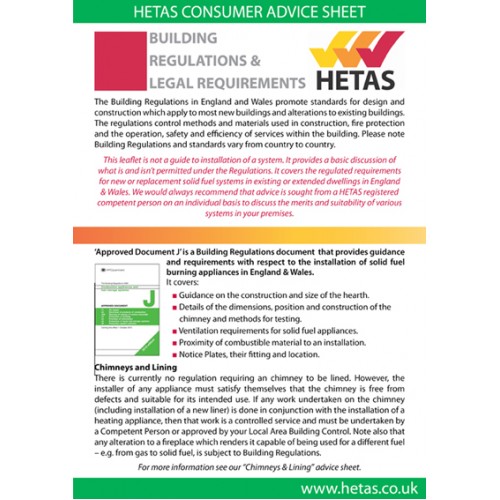 HETAS CONSUMER ADVICE SHEET
BUILDING
REGULATIONS &
LEGAL REQUIREMENTS
HETAS
The Building Regulations in England and Wales promote standards for design and
construction which apply to most new buildings and alterations to existing buildings.
The regulations control methods and materials used in construction, fire protection
and the operation, safety and efficiency of services within the building. Please note
Building Regulations and standards vary from country to country.
This leaflet is not a guide to installation of a system. It provides a basic discussion of
what is and isn't permitted under the Regulations. It covers the regulated requirements
for new or replacement solid fuel systems in existing or extended dwellings in England
& Wales. We would always recommend that advice is sought from a HETAS registered
competent person on an individual basis to discuss the merits and suitability of various
systems in your premises.
'Approved Document J' is a Building Regulations document that provides guidance
and requirements with respect to the installation of solid fuel
burning appliances in England & Wales.
It covers:
J
■ Guidance on the construction and size of the hearth.
■ Details of the dimensions, position and construction of the
chimney and methods for testing.
■ Ventilation requirements for solid fuel appliances.
■ Proximity of combustible material to an installation.
■ Notice Plates, their fitting and location.
Chimneys and Lining
There is currently no regulation requiring an chimney to be lined. However, the
installer of any appliance must satisfy themselves that the chimney is free from
defects and suitable for its intended use. If any work undertaken on the chimney
(including installation of a new liner) is done in conjunction with the installation of a
heating appliance, then that work is a controlled service and must be undertaken by
a Competent Person or approved by your Local Area Building Control. Note also that
any alteration to a fireplace which renders it capable of being used for a different fuel
– e.g. from gas to solid fuel, is subject to Building Regulations.
For more information see our "Chimneys & Lining" advice sheet.
www.hetas.co.uk